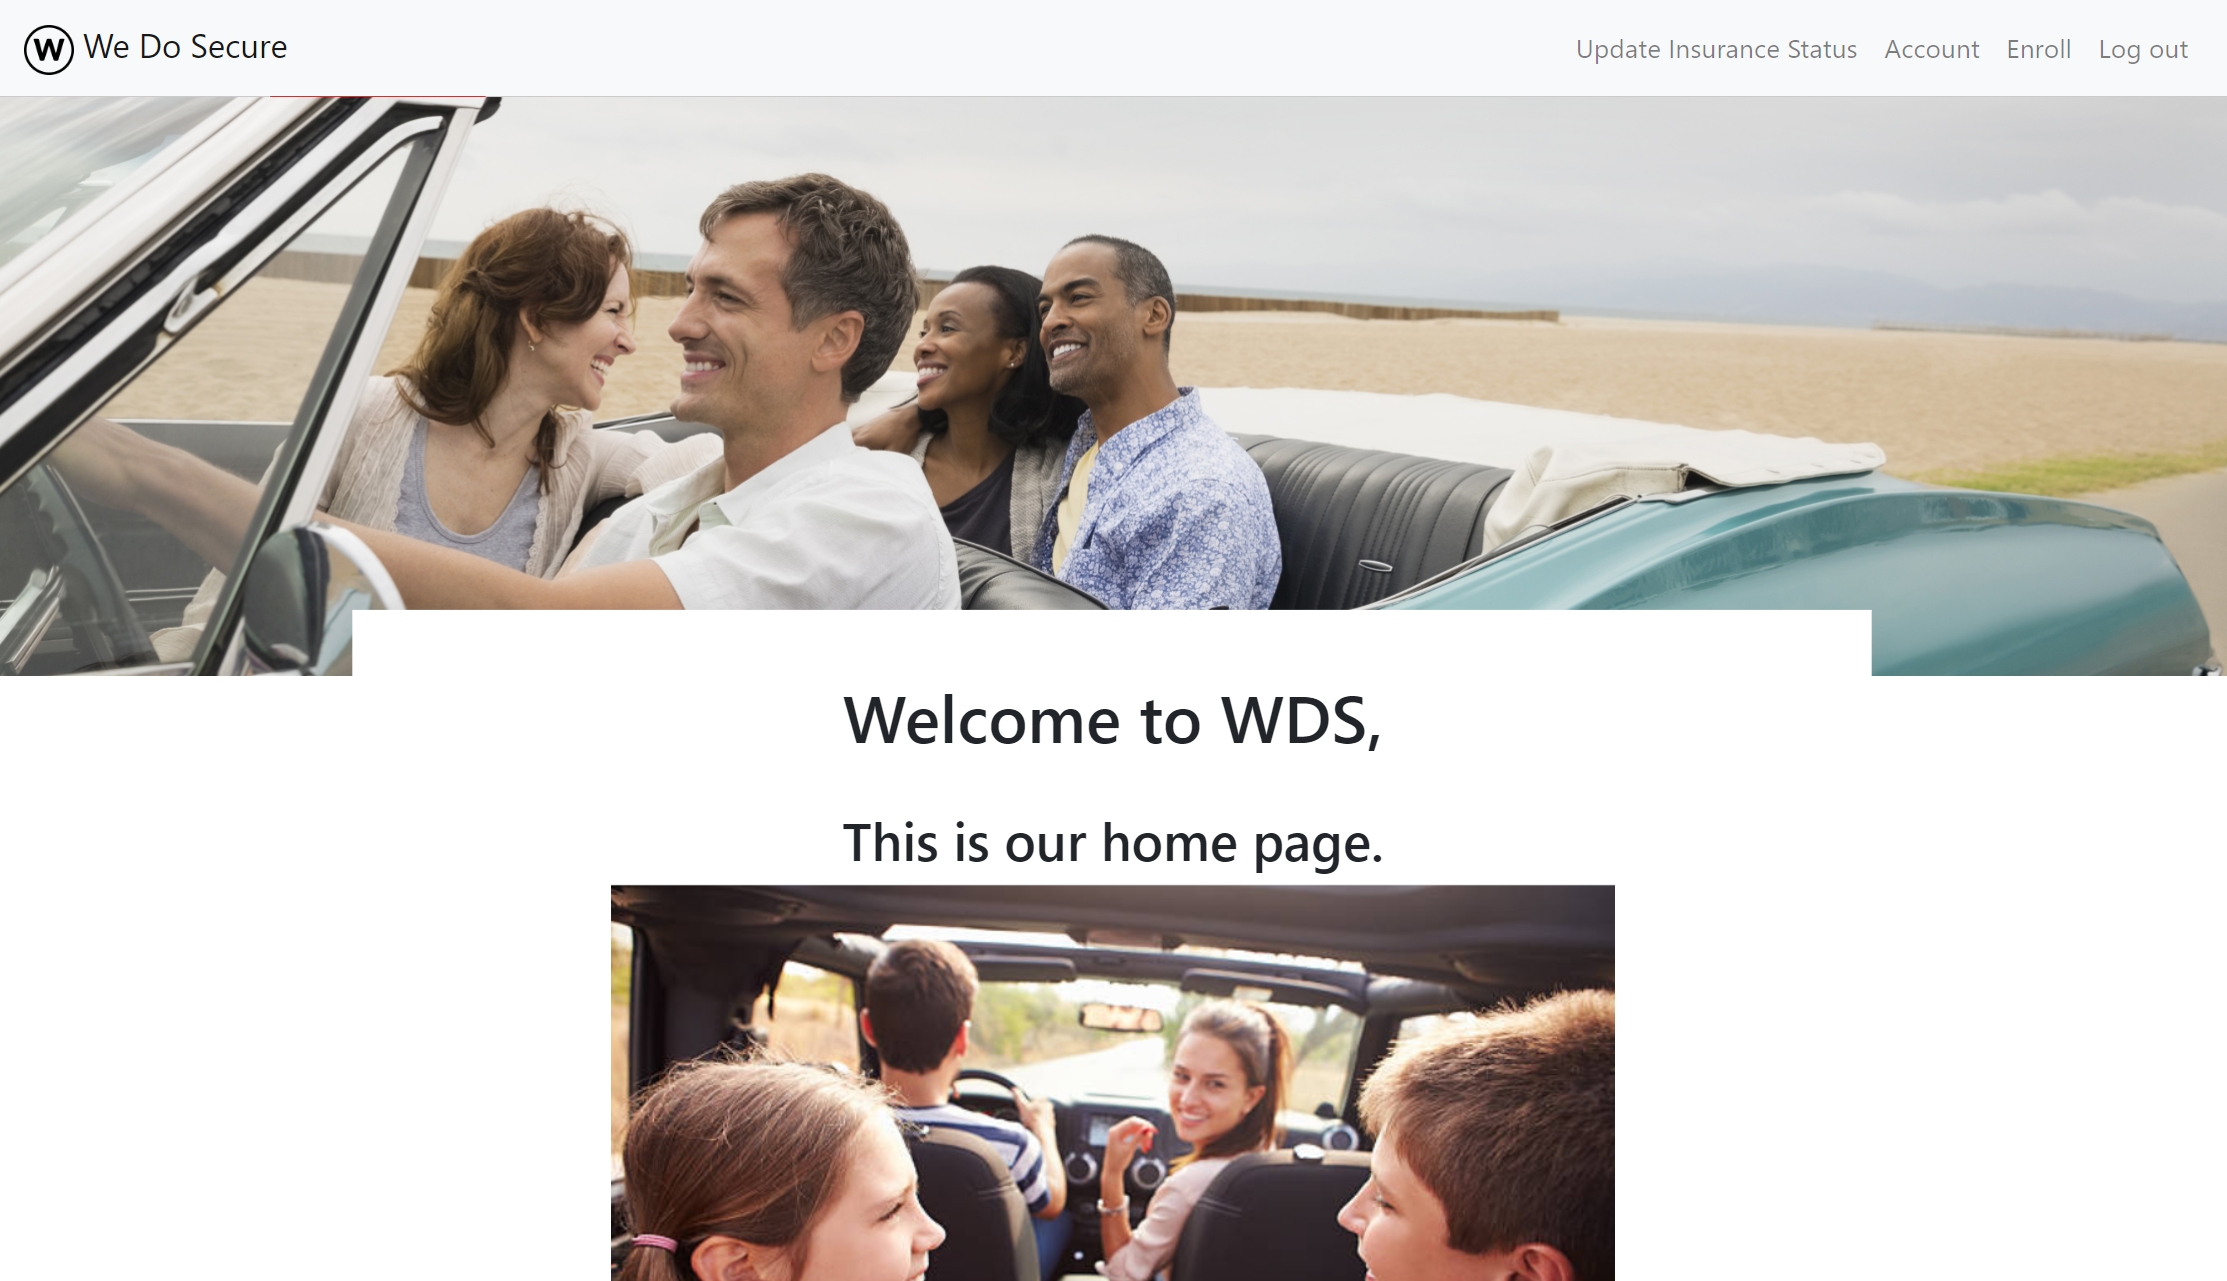 W We Do Secure
Update Insurance Status Account Enroll Log out
Welcome to WDS,
This is our home page.